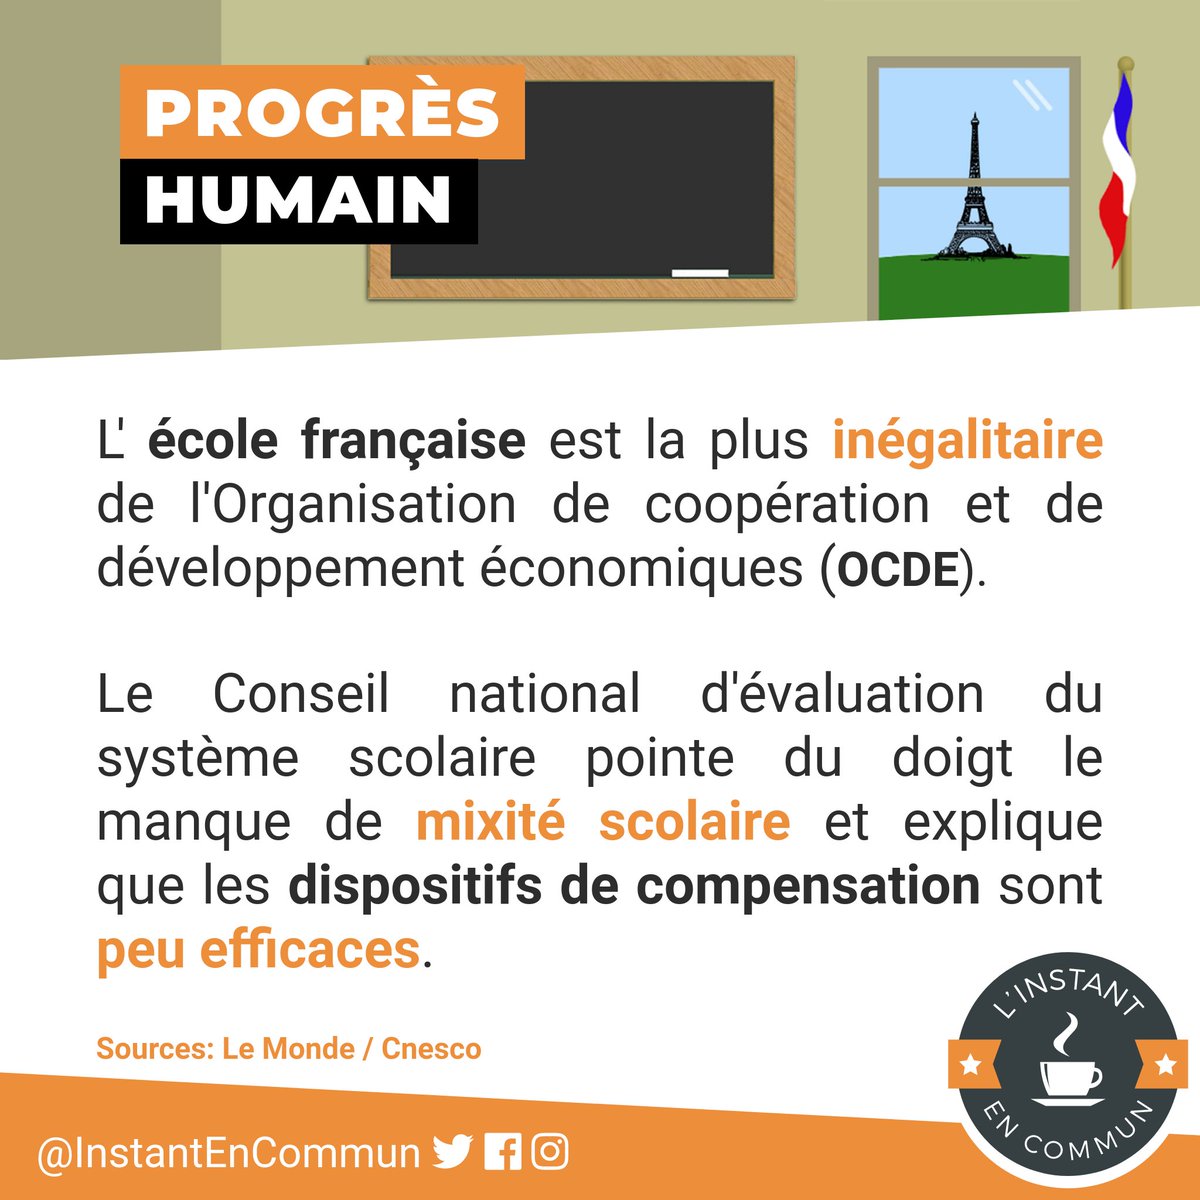 PROGRÈS
HUMAIN
L' école française est la plus inégalitaire
de l'Organisation de coopération et de
développement économiques (OCDE).
Le Conseil national d'évaluation du
système scolaire pointe du doigt le
manque de mixité scolaire et explique
que les dispositifs de compensation sont
peu efficaces.
Sources: Le Monde / Cnesco
L'INSTANT
EN COMMUN
@InstantEnCommun